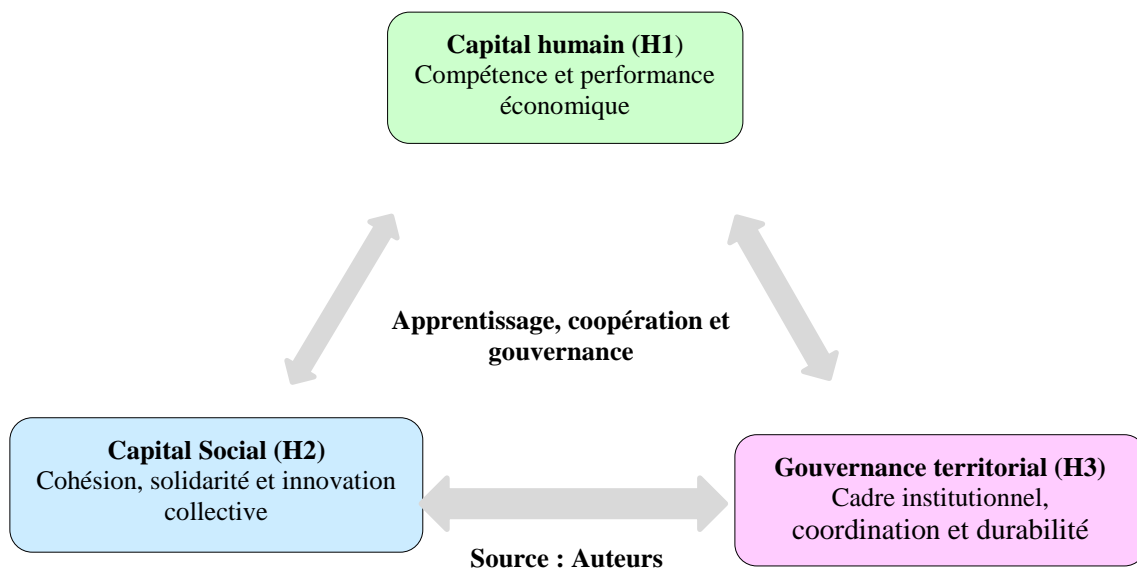 Capital humain (H1)
Compétence et performance
économique
Apprentissage, coopération et
gouvernance
Capital Social (H2)
Cohésion, solidarité et innovation
collective
Gouvernance territorial (H3)
Cadre institutionnel,
coordination et durabilité
Source : Auteurs